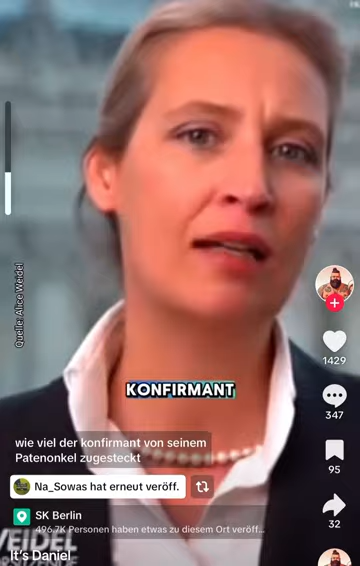 Quelle: Alice Weidel
KONFIRMANT
wie viel der konfirmant von seinem
Patenonkel zugesteckt
Na_Sowas hat erneut veröff.
SK Berlin
496.7K Personen haben etwas zu diesem Ort veröff...
It's Daniel
1429
347
95
32